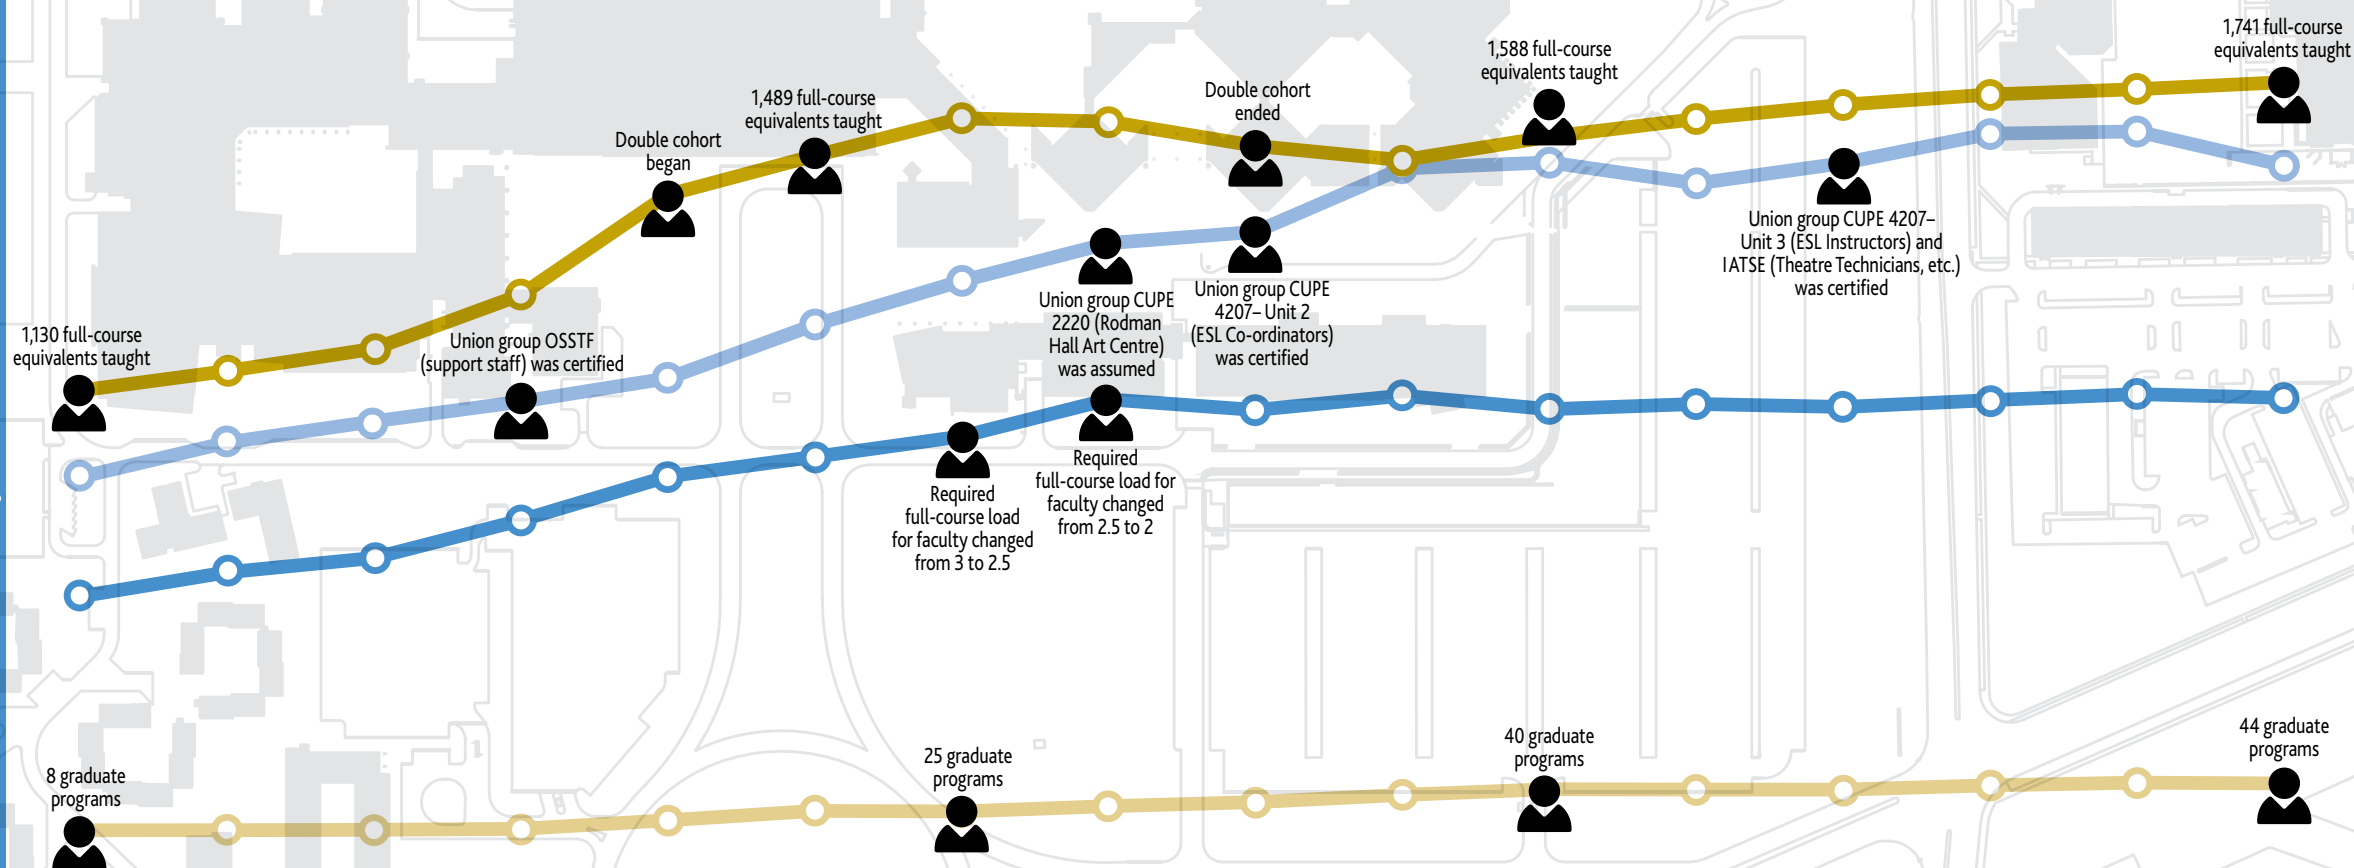 1,130 full-course
equivalents taught
Double cohort
began
1,489 full-course
equivalents taught
Double cohort
ended
1,588 full-course
equivalents taught
1,741 full-course
equivalents taught
Union group OSSTF
(support staff) was certified
Union group CUPE
2220 (Rodman
Hall Art Centre)
was assumed
Union group CUPE
4207– Unit 2
(ESL Co-ordinators)
was certified
Union group CUPE 4207–
Unit 3 (ESL Instructors) and
IATSE (Theatre Technicians, etc.)
was certified
Required
full-course load
for faculty changed
from 3 to 2.5
Required
full-course load for
faculty changed
from 2.5 to 2
8 graduate
programs
25 graduate
programs
40 graduate
programs
44 graduate
programs